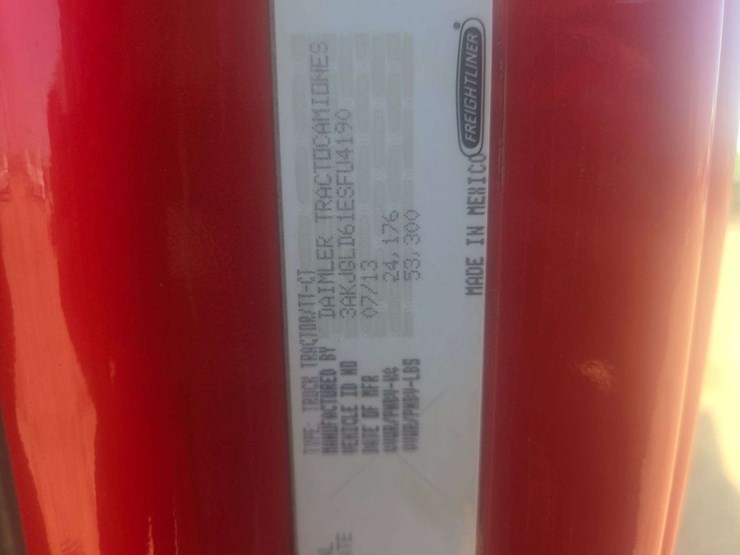 TYPE: TRUCK TRACTOR/TT-CT
MANUFACTURED BY DAIMLER TRACTOCAMIONES
VEHICLE ID NO 3AKJGLD61ESFU4190
DATE OF MFR 07/13
GVWR/PNBV-KG 24,176
GVWR/PNBV-LBS 53,300
MADE IN MEXICO
FREIGHTLINER